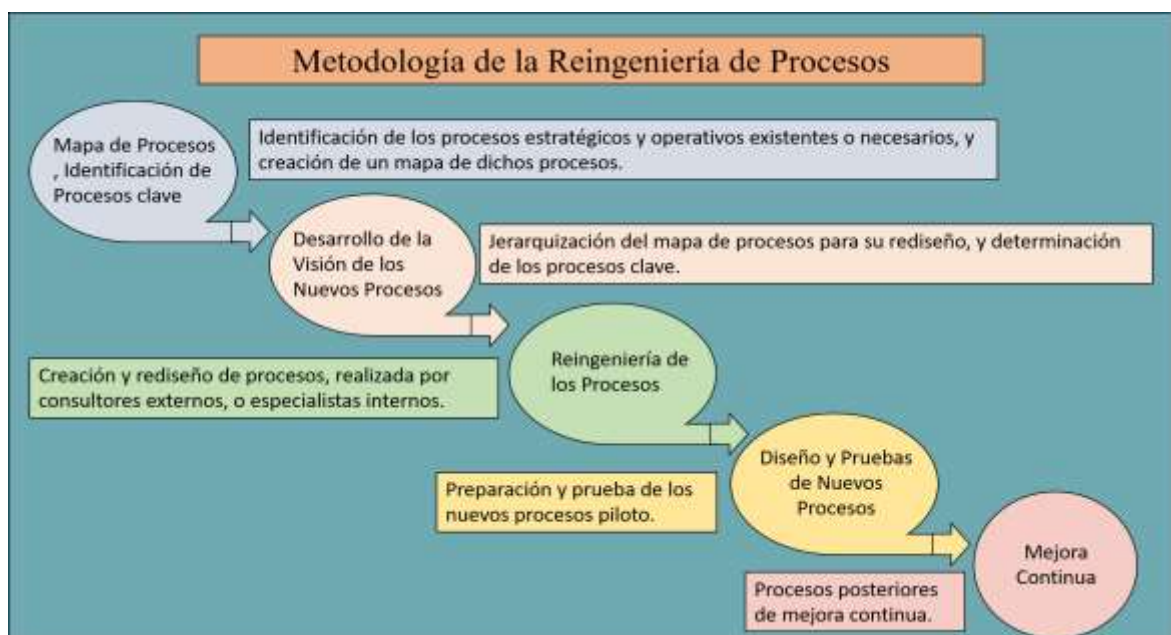 Metodología de la Reingeniería de Procesos
Mapa de Procesos
, Identificación de
Procesos clave
Identificación de los procesos estratégicos y operativos existentes o necesarios, y
creación de un mapa de dichos procesos.
Desarrollo de la
Visión de los
Nuevos Procesos
Jerarquización del mapa de procesos para su rediseño, y determinación
de los procesos clave.
Reingeniería de
los Procesos
Creación y rediseño de procesos, realizada por
consultores externos, o especialistas internos.
Diseño y Pruebas
de Nuevos
Procesos
Preparación y prueba de los
nuevos procesos piloto.
Mejora
Continua
Procesos posteriores
de mejora continua.